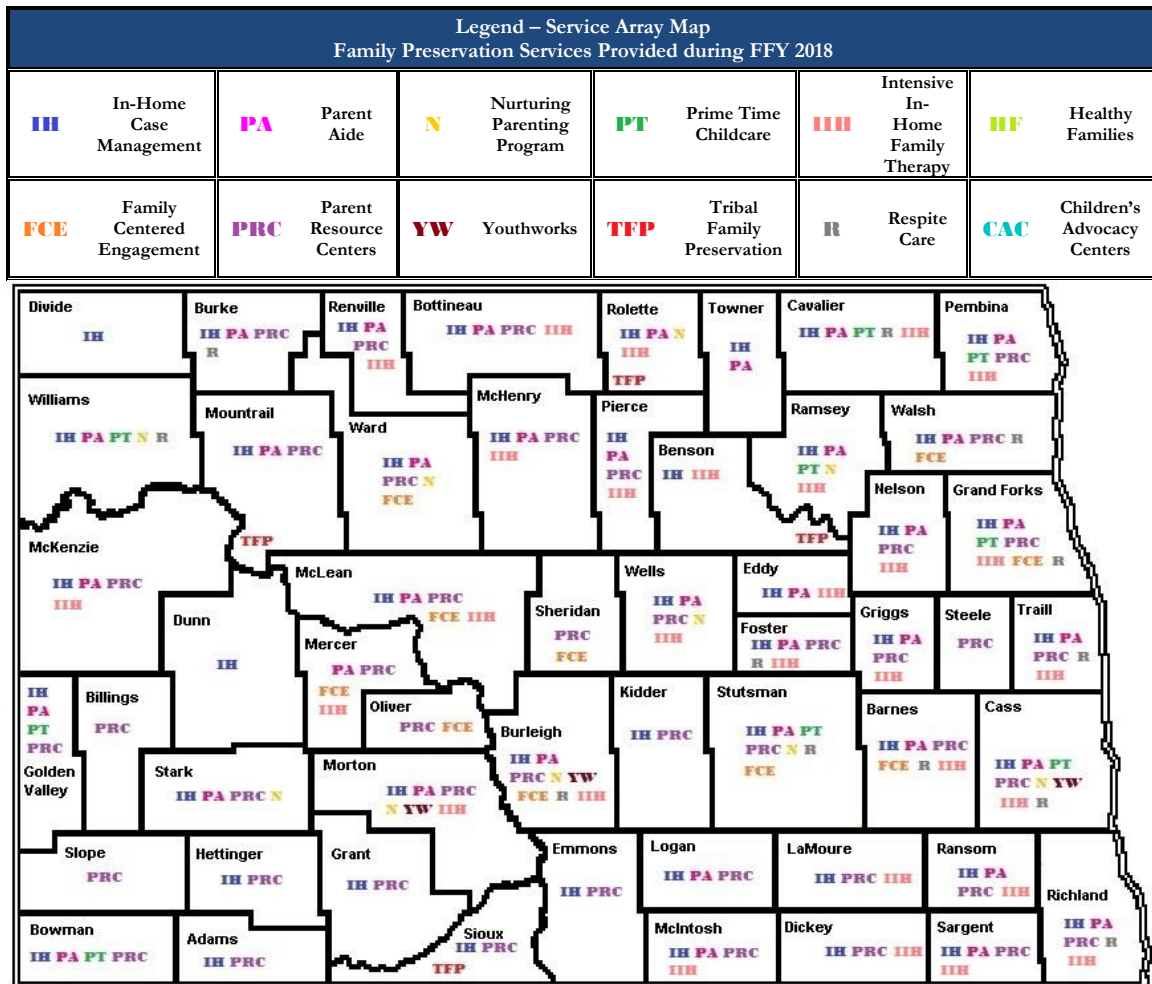 Legend – Service Array Map
Family Preservation Services Provided during FFY 2018
IH
In-Home
Case
Management
PA
Parent
Aide
N
Nurturing
Parenting
Program
PT
Prime Time
Childcare
IIH
Intensive
In-
Home
Family
Therapy
HF
Healthy
Families
FCE
Family
Centered
Engagement
PRC
Parent
Resource
Centers
YW
Youthworks
TFP
Tribal
Family
Preservation
R
Respite
Care
CAC
Children's
Advocacy
Centers
Divide
IH
Burke
IH PA PRC
R
Renville
IH PA
PRC
IIH
Bottineau
IH PA PRC IIH
Rolette
IH PA N
IIH
TFP
Towner
IH
PA
Cavalier
IH PA PT R IIH
Pembina
IH PA
PT PRC
IIH
Williams
IH PA PT N R
Mountrail
IH PA PRC
Ward
IH PA
PRC N
FCE
McHenry
IH PA PRC
IIH
Pierce
IH
PA
PRC
IIH
Benson
IH IIH
Ramsey
IH PA
PT N
IIH
TFP
Walsh
IH PA PRC R
FCE
Nelson
IH PA
PRC
IIH
Grand Forks
IH PA
PT PRC
IIH FCE R
McKenzie
IH PA PRC
IIH
TFP
Dunn
IH
McLean
IH PA PRC
FCE IIH
Mercer
PA PRC
FCE
IIH
Oliver
PRC FCE
Sheridan
PRC
FCE
Wells
IH PA
PRC N
IIH
Eddy
IH PA IIH
Foster
IH PA PRC
R IIH
Griggs
IH PA
PRC
IIH
Steele
PRC
Traill
IH PA
PRC R
IIH
IH
PA
PT
PRC
Golden
Valley
Billings
PRC
Stark
IH PA PRC N
Morton
IH PA PRC
N YW IIH
Burleigh
IH PA
PRC N YW
FCE R IIH
Kidder
IH PRC
Stutsman
IH PA PT
PRC N R
FCE
Barnes
IH PA PRC
FCE R IIH
Cass
IH PA PT
PRC N YW
IIH R
Slope
PRC
Hettinger
IH PRC
Grant
IH PRC
Emmons
IH PRC
Logan
IH PA PRC
LaMoure
IH PRC IIH
Ransom
IH PA
PRC IIH
Richland
IH PA
PRC R
IIH
Bowman
IH PA PT PRC
Adams
IH PRC
Sioux
IH PRC
TFP
McIntosh
IH PA PRC
IIH
Dickey
IH PRC IIH
Sargent
IH PA PRC
IIH